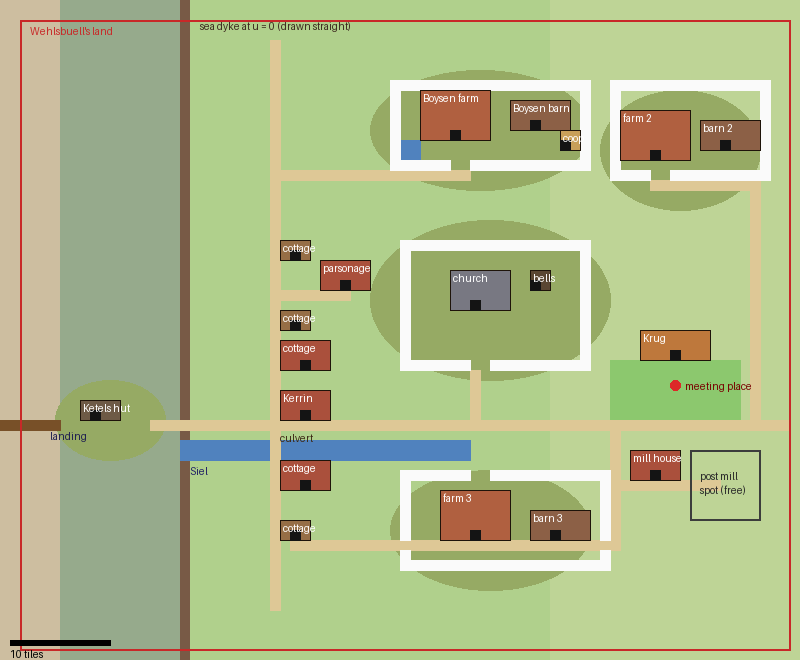 sea dyke at u = 0 (drawn straight)
Wehlsbuell's land
Boysen farm
Boysen barn
coop
farm 2
barn 2
cottage
parsonage
church
bells
cottage
cottage
Krug
meeting place
Kerrin
Ketels hut
landing
culvert
Siel
cottage
mill house
post mill
spot (free)
farm 3
barn 3
cottage
10 tiles